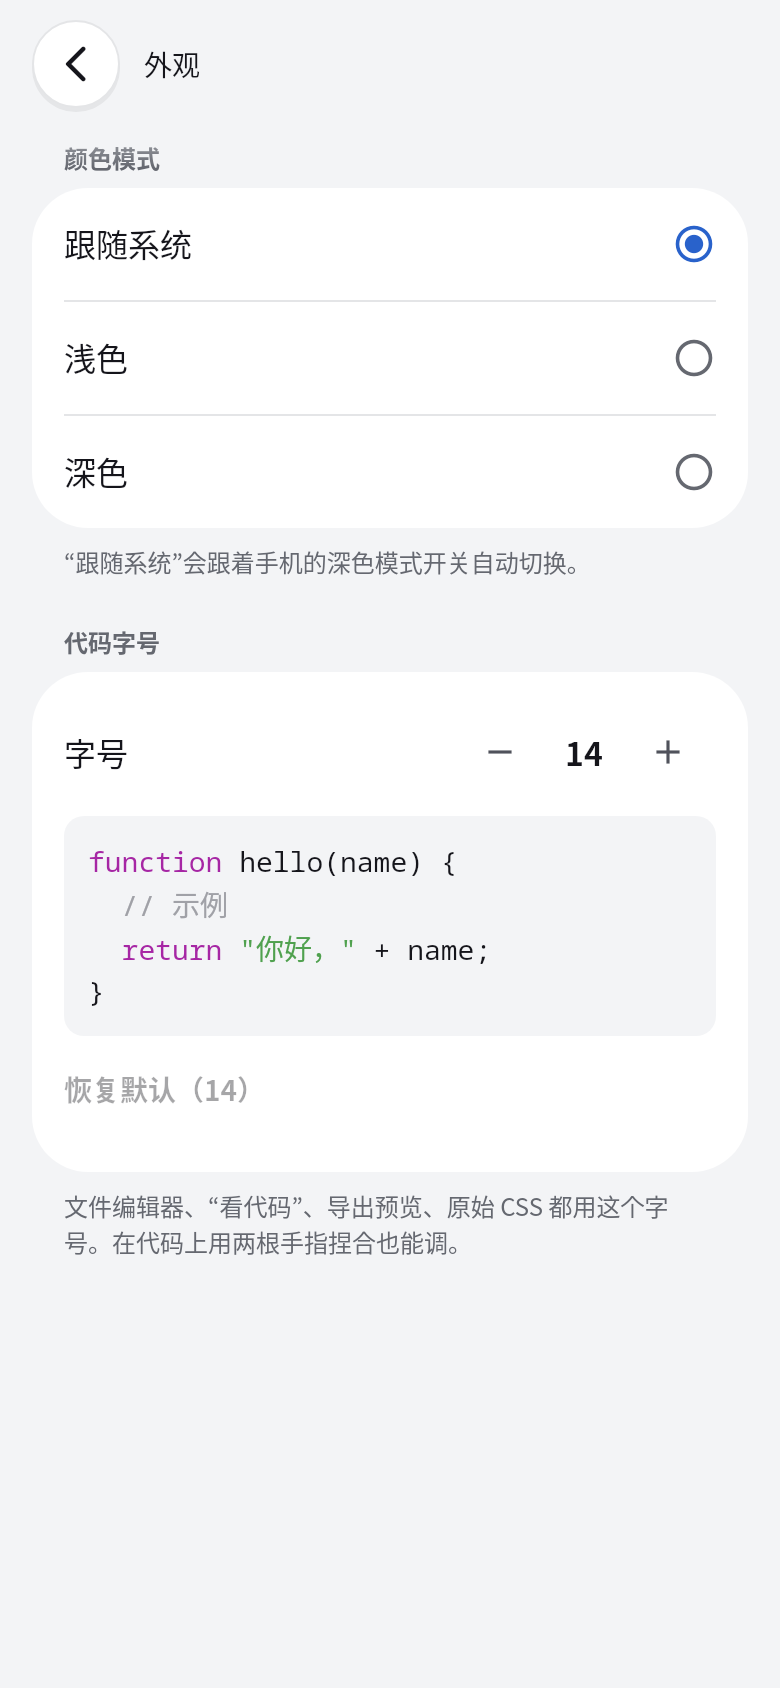 外观
颜色模式
跟随系统
浅色
深色
“跟随系统”会跟着手机的深色模式开关自动切换。
代码字号
字号
14
function hello(name) {
  // 示例
  return "你好，" + name;
}
恢复默认（14）
文件编辑器、“看代码”、导出预览、原始 CSS 都用这个字
号。在代码上用两根手指捏合也能调。